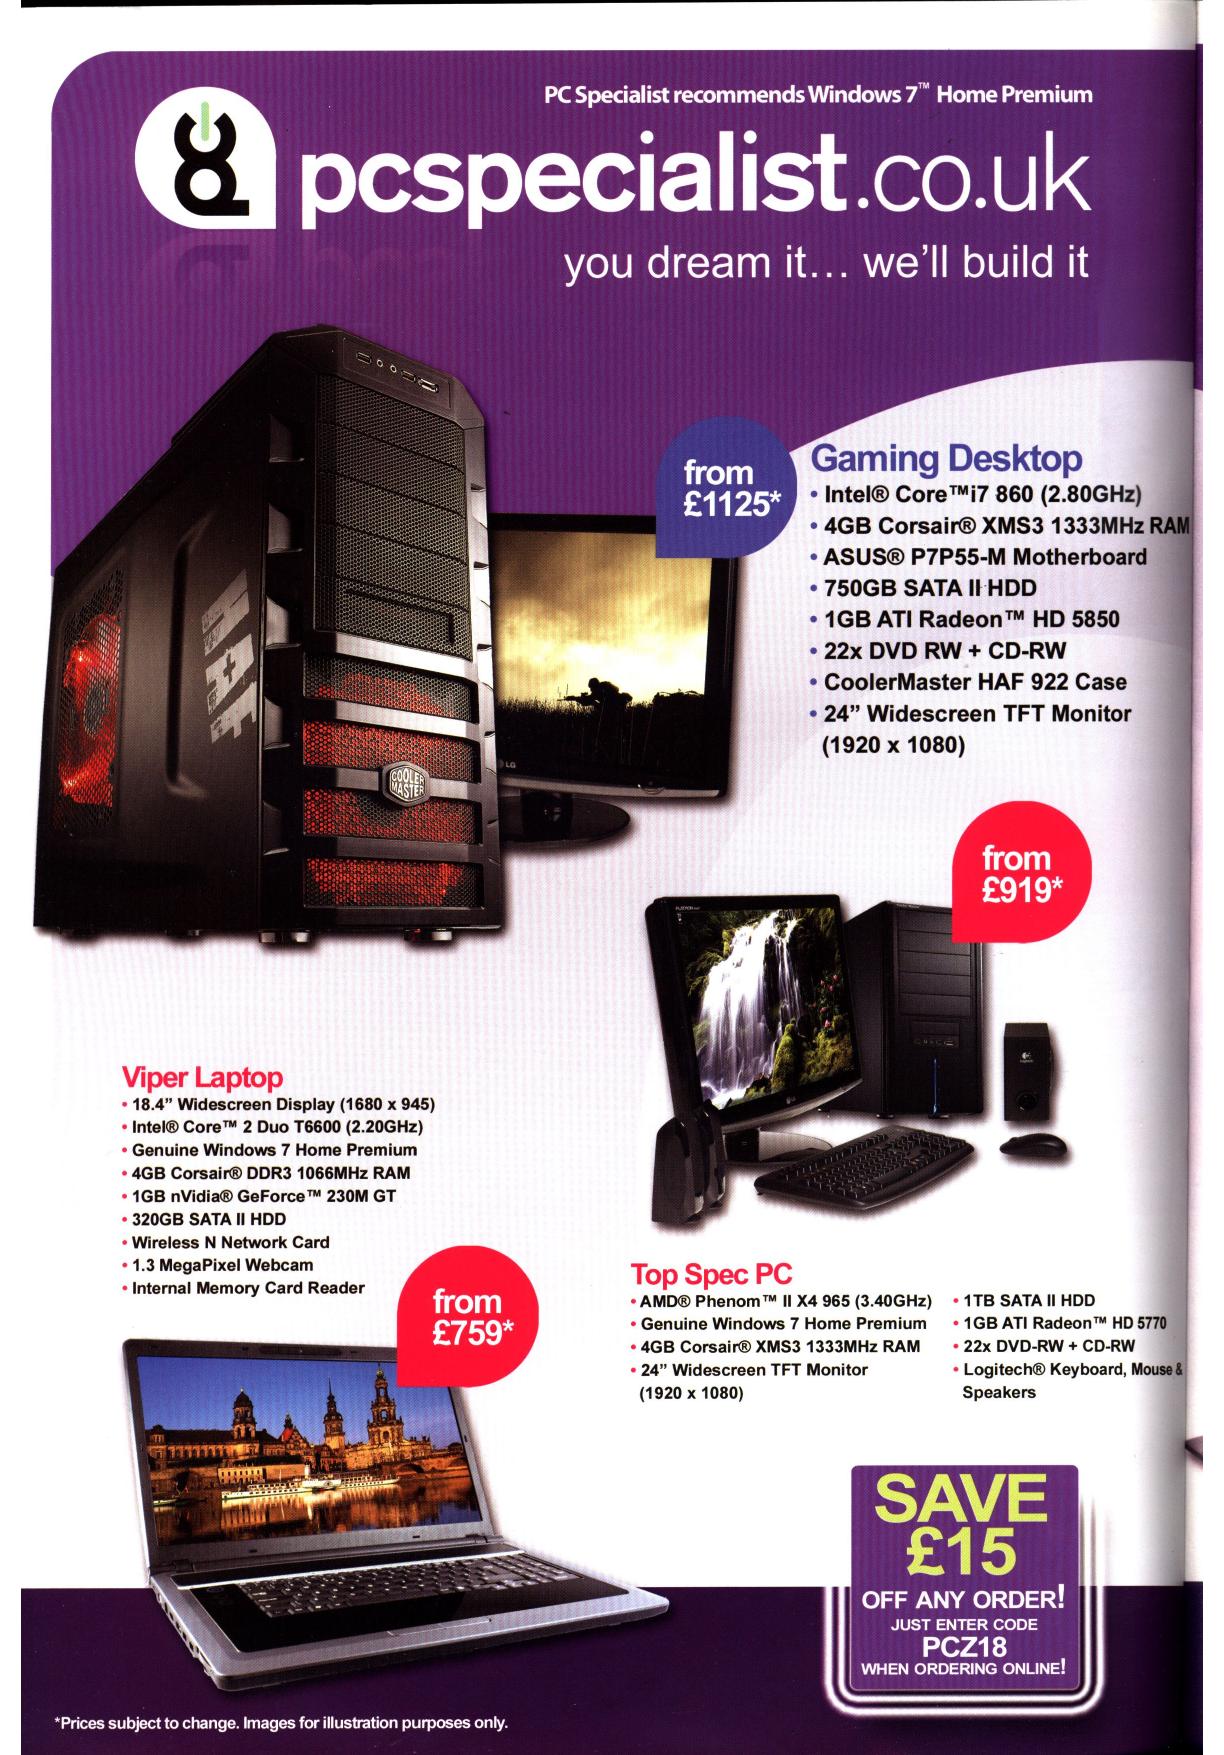 PC Specialist recommends Windows 7™ Home Premium
pc
pcspecialist.co.uk
you dream it... we'll build it
from
£1125*
Gaming Desktop
• Intel® Core™i7 860 (2.80GHz)
• 4GB Corsair® XMS3 1333MHz RAM
• ASUS® P7P55-M Motherboard
• 750GB SATA II HDD
• 1GB ATI Radeon™ HD 5850
• 22x DVD RW + CD-RW
• CoolerMaster HAF 922 Case
• 24” Widescreen TFT Monitor
(1920 x 1080)
HAF
COOLER
MASTER
LG
from
£919*
Logitech
Viper Laptop
• 18.4” Widescreen Display (1680 x 945)
• Intel® Core™ 2 Duo T6600 (2.20GHz)
• Genuine Windows 7 Home Premium
• 4GB Corsair® DDR3 1066MHz RAM
• 1GB nVidia® GeForce™ 230M GT
• 320GB SATA II HDD
• Wireless N Network Card
• 1.3 MegaPixel Webcam
• Internal Memory Card Reader
from
£759*
Top Spec PC
• AMD® Phenom™ II X4 965 (3.40GHz)
• Genuine Windows 7 Home Premium
• 4GB Corsair® XMS3 1333MHz RAM
• 24” Widescreen TFT Monitor
(1920 x 1080)
• 1TB SATA II HDD
• 1GB ATI Radeon™ HD 5770
• 22x DVD-RW + CD-RW
• Logitech® Keyboard, Mouse &
Speakers
SAVE
£15
OFF ANY ORDER!
JUST ENTER CODE
PCZ18
WHEN ORDERING ONLINE!
*Prices subject to change. Images for illustration purposes only.